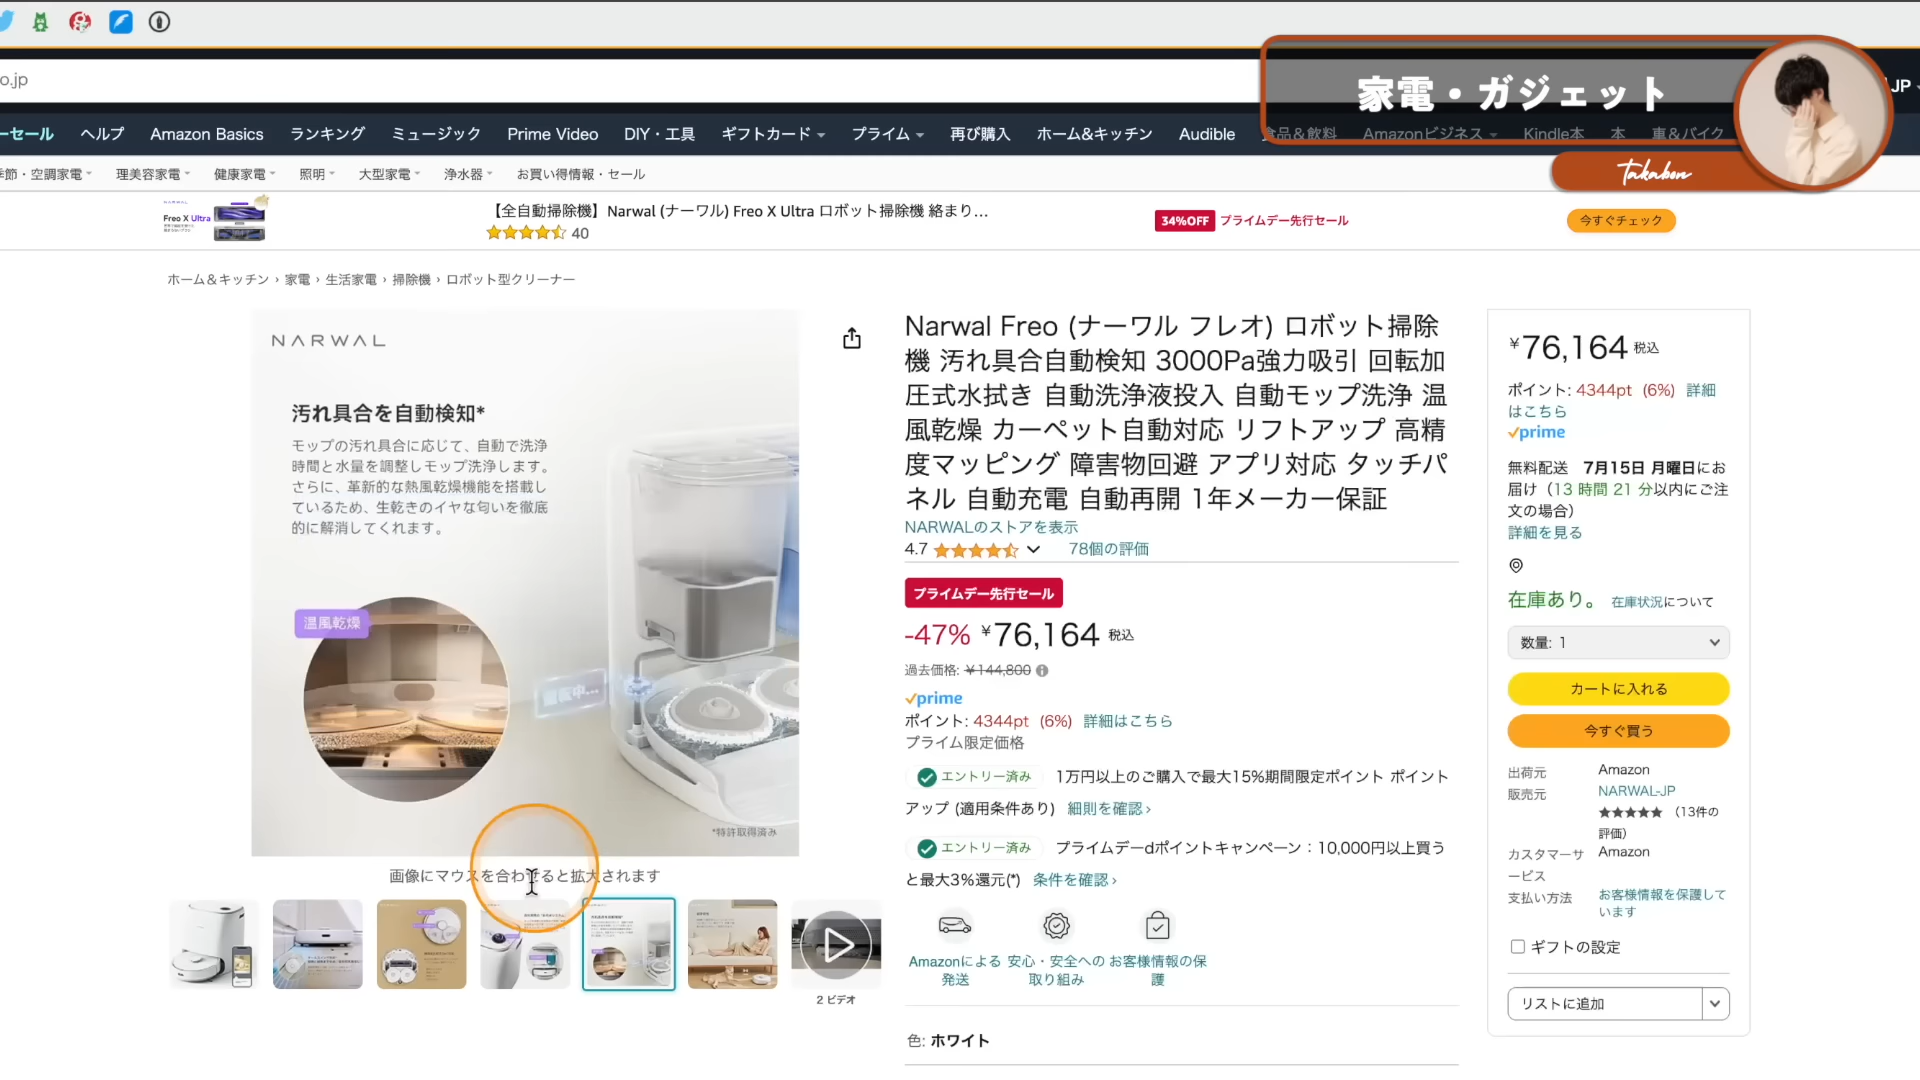 o.jp
家電・ガジェット
JP
Takabon
ーセール ヘルプ Amazon Basics ランキング ミュージック Prime Video DIY・工具 ギフトカード プライム 再び購入 ホーム&キッチン Audible 食品&飲料 Amazonビジネス Kindle本 本 車&バイク
季節・空調家電 理美容家電 健康家電 照明 大型家電 浄水器 お買い得情報・セール
Freo X Ultra
【全自動掃除機】Narwal (ナーワル) Freo X Ultra ロボット掃除機 絡まり…
40
34%OFF プライムデー先行セール
今すぐチェック
ホーム&キッチン › 家電 › 生活家電 › 掃除機 › ロボット型クリーナー
NARWAL
汚れ具合を自動検知*
モップの汚れ具合に応じて、自動で洗浄
時間と水量を調整しモップ洗浄します。
さらに、革新的な熱風乾燥機能を搭載し
ているため、生乾きのイヤな匂いを徹底
的に解消してくれます。
温風乾燥
*特許取得済み
画像にマウスを合わせると拡大されます
2 ビデオ
Narwal Freo (ナーワル フレオ) ロボット掃除
機 汚れ具合自動検知 3000Pa強力吸引 回転加
圧式水拭き 自動洗浄液投入 自動モップ洗浄 温
風乾燥 カーペット自動対応 リフトアップ 高精
度マッピング 障害物回避 アプリ対応 タッチパ
ネル 自動充電 自動再開 1年メーカー保証
NARWALのストアを表示
4.7 78個の評価
プライムデー先行セール
-47% ¥76,164 税込
過去価格: ¥144,800
prime
ポイント: 4344pt (6%) 詳細はこちら
プライム限定価格
エントリー済み 1万円以上のご購入で最大15%期間限定ポイント ポイント
アップ (適用条件あり) 細則を確認 ›
エントリー済み プライムデーdポイントキャンペーン：10,000円以上買う
と最大3%還元(*) 条件を確認 ›
Amazonによる
発送
安心・安全への
取り組み
お客様情報の保
護
色: ホワイト
¥76,164 税込
ポイント: 4344pt (6%) 詳細
はこちら
prime
無料配送 7月15日 月曜日にお
届け（13 時間 21 分以内にご注
文の場合）
詳細を見る
在庫あり。 在庫状況について
数量: 1
カートに入れる
今すぐ買う
出荷元 Amazon
販売元 NARWAL-JP
★★★★★ （13件の
評価)
カスタマーサ
ービス Amazon
支払い方法 お客様情報を保護して
います
ギフトの設定
リストに追加